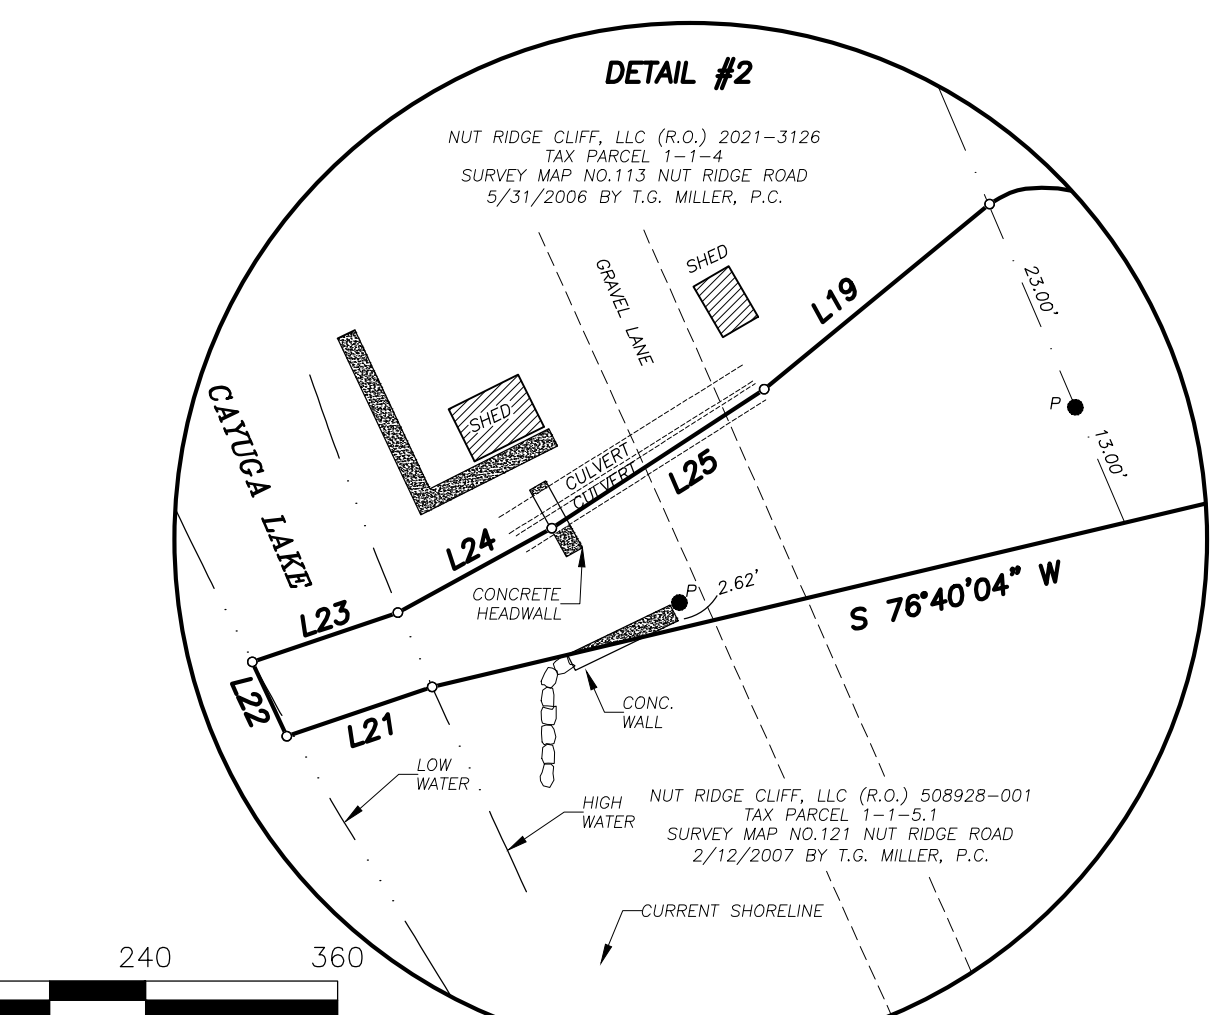 DETAIL #2
NUT RIDGE CLIFF, LLC (R.O.) 2021-3126
TAX PARCEL 1-1-4
SURVEY MAP NO.113 NUT RIDGE ROAD
5/31/2006 BY T.G. MILLER, P.C.
SHED
GRAVEL LANE
L19
23.00'
P
13.00'
CAYUGA LAKE
SHED
CULVERT
CULVERT
L25
L24
CONCRETE
HEADWALL
P
2.62'
S 76°40'04" W
L23
L22
L21
CONC.
WALL
LOW
WATER
HIGH
WATER
NUT RIDGE CLIFF, LLC (R.O.) 508928-001
TAX PARCEL 1-1-5.1
SURVEY MAP NO.121 NUT RIDGE ROAD
2/12/2007 BY T.G. MILLER, P.C.
CURRENT SHORELINE
240 360